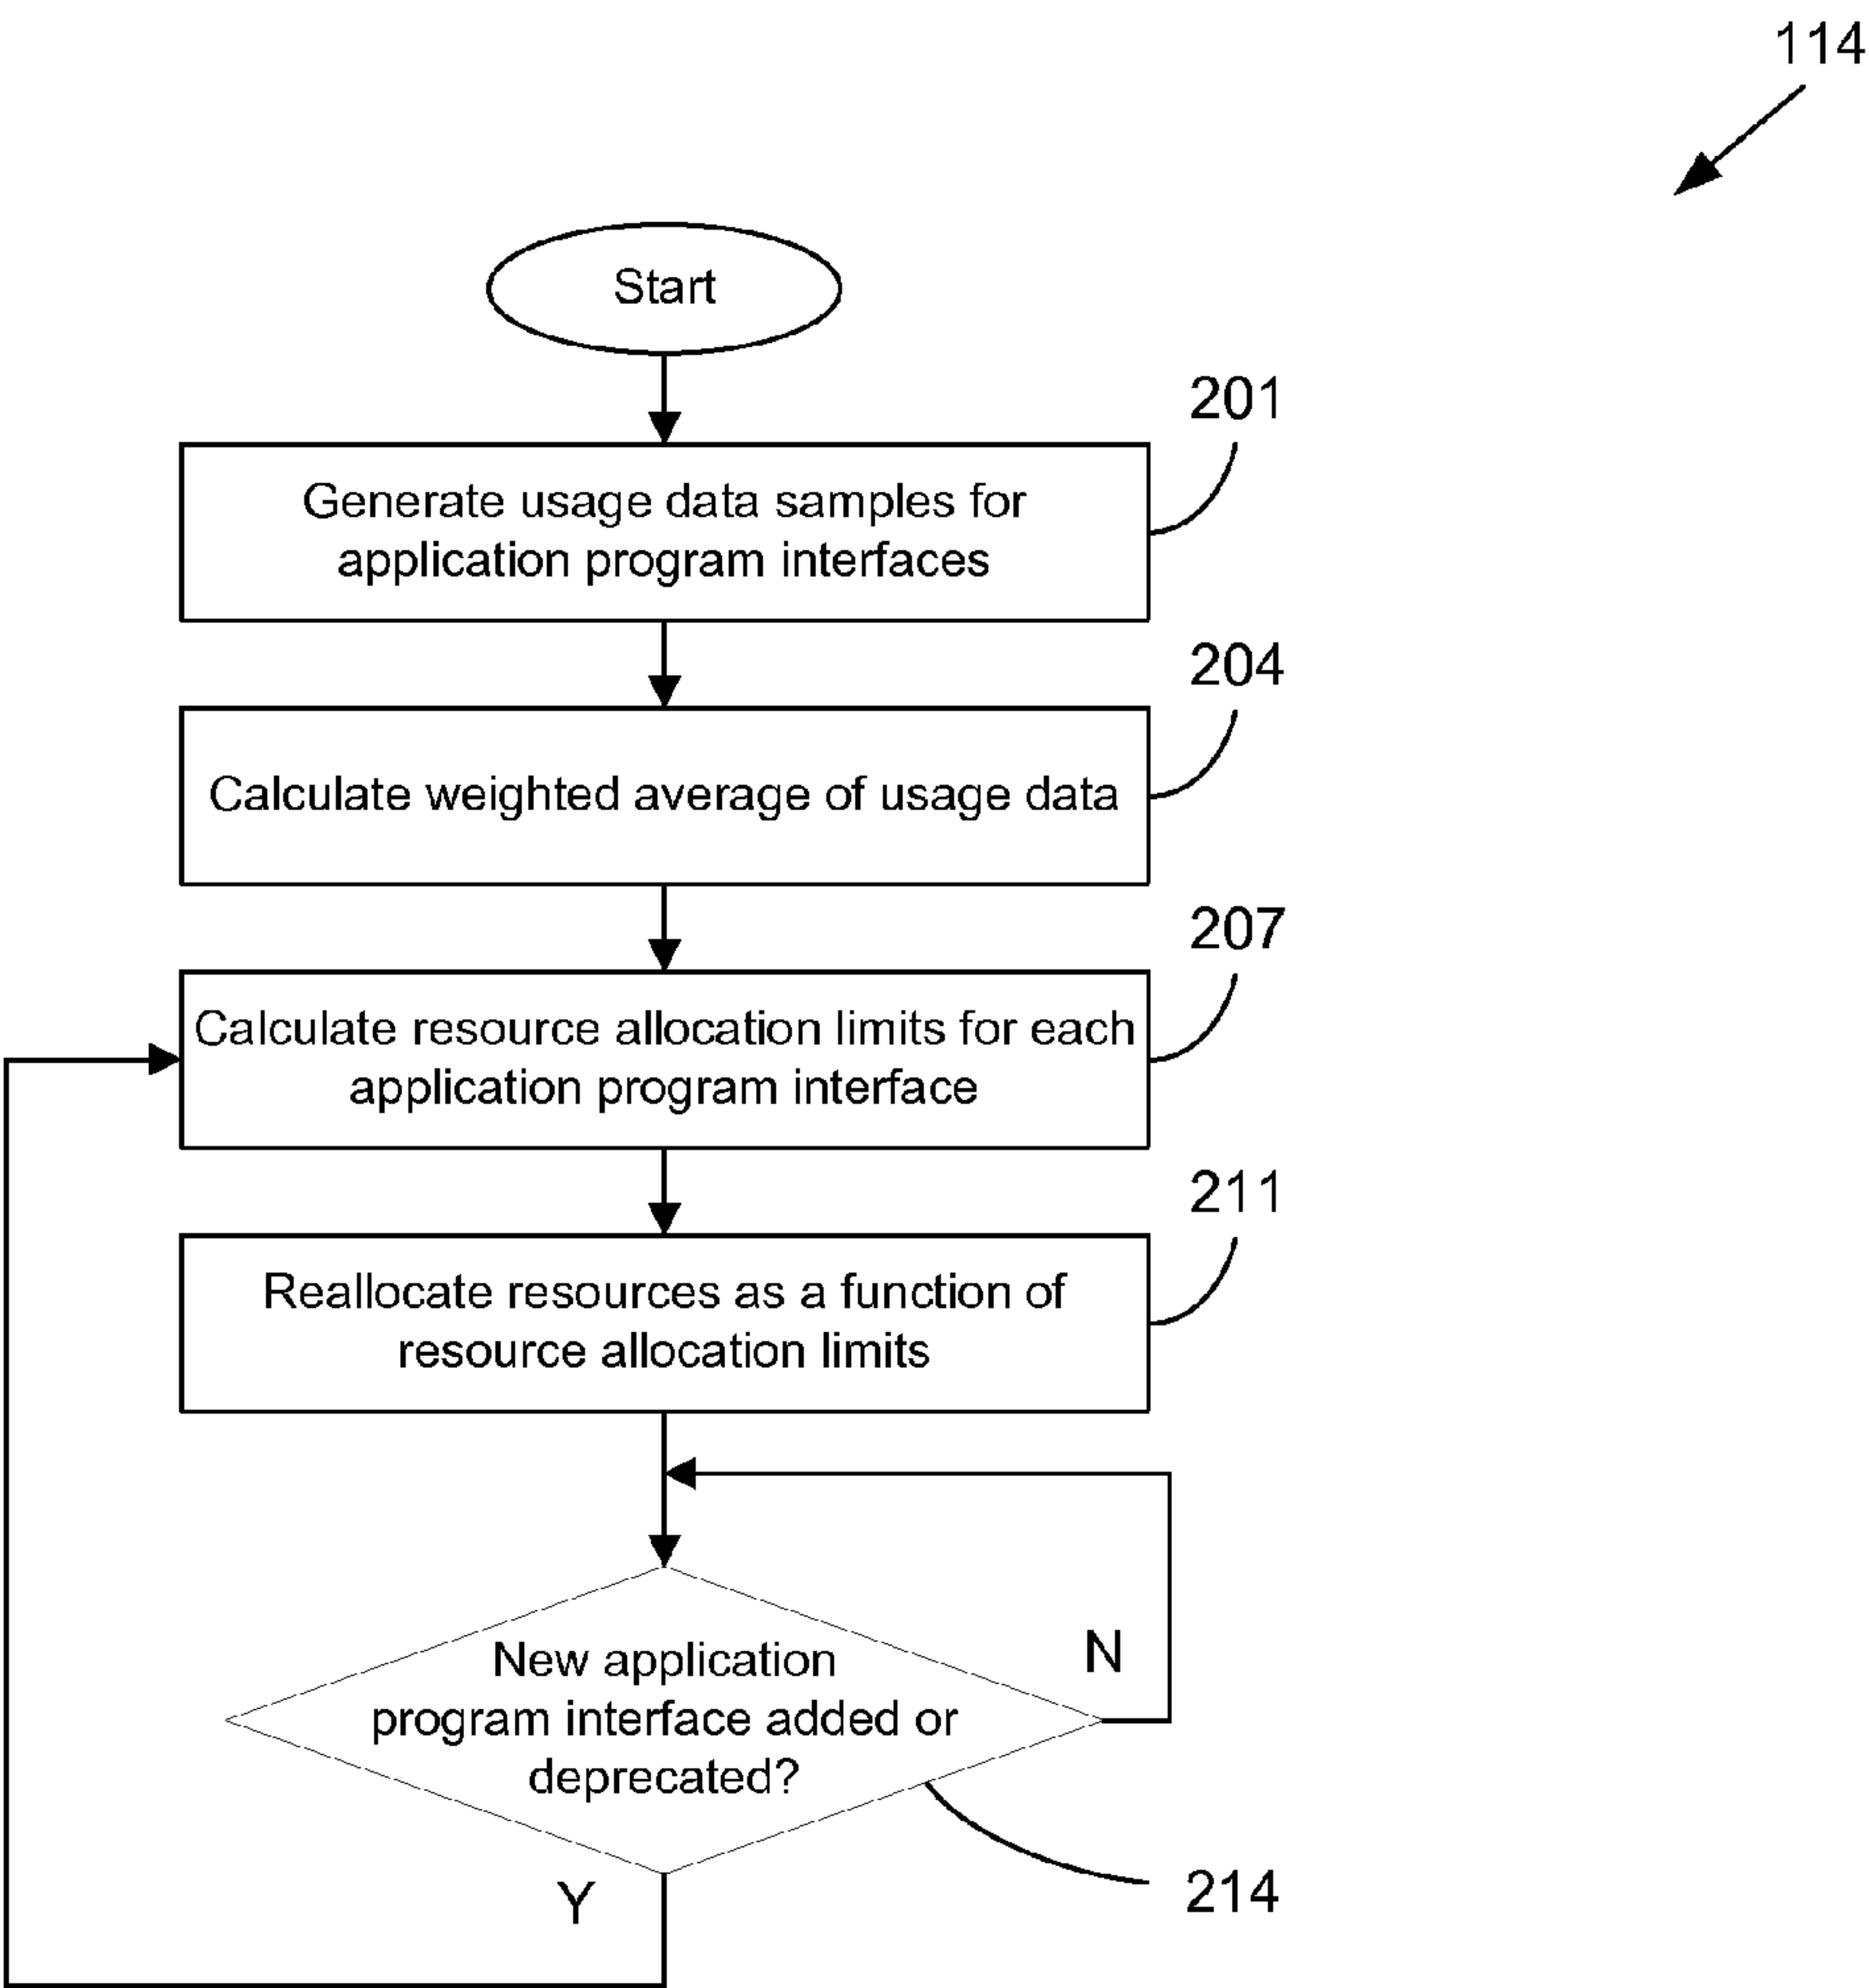 114
Start
201
Generate usage data samples for
application program interfaces
204
Calculate weighted average of usage data
207
Calculate resource allocation limits for each
application program interface
211
Reallocate resources as a function of
resource allocation limits
New application
program interface added or
deprecated?
N
Y
214